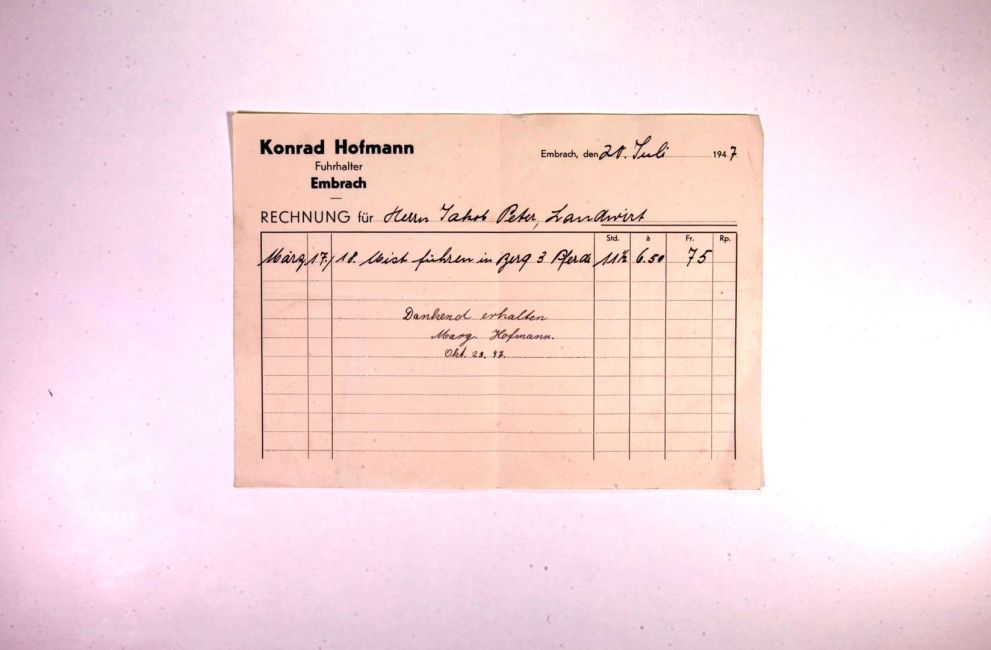 Konrad Hofmann
Fuhrhalter
Embrach
Embrach, den 20. Juli 1947
RECHNUNG für Herrn Jakob Peter, Landwirt
Std. à Fr. Rp.
März 17./18. Mist führen in Berg 3 Pferde 11½ 6.50 75
Dankend erhalten
Marg. Hofmann.
Okt. 29. 47.